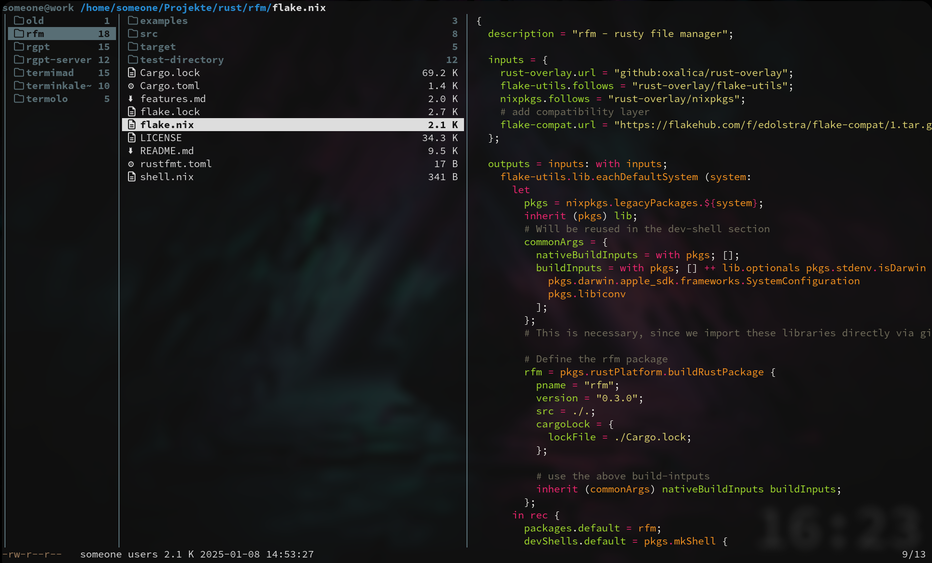 someone@work /home/someone/Projekte/rust/rfm/flake.nix
old 1
rfm 18
rgpt 15
rgpt-server 12
termimad 15
terminkale~ 10
termolo 5
examples 3
src 8
target 5
test-directory 12
Cargo.lock 69.2 K
Cargo.toml 1.4 K
features.md 2.0 K
flake.lock 2.7 K
flake.nix 2.1 K
LICENSE 34.3 K
README.md 9.5 K
rustfmt.toml 17 B
shell.nix 341 B
{
description = "rfm - rusty file manager";
inputs = {
rust-overlay.url = "github:oxalica/rust-overlay";
flake-utils.follows = "rust-overlay/flake-utils";
nixpkgs.follows = "rust-overlay/nixpkgs";
# add compatibility layer
flake-compat.url = "https://flakehub.com/f/edolstra/flake-compat/1.tar.g
};
outputs = inputs: with inputs;
flake-utils.lib.eachDefaultSystem (system:
let
pkgs = nixpkgs.legacyPackages.${system};
inherit (pkgs) lib;
# Will be reused in the dev-shell section
commonArgs = {
nativeBuildInputs = with pkgs; [];
buildInputs = with pkgs; [] ++ lib.optionals pkgs.stdenv.isDarwin
pkgs.darwin.apple_sdk.frameworks.SystemConfiguration
pkgs.libiconv
];
};
# This is necessary, since we import these libraries directly via gi
# Define the rfm package
rfm = pkgs.rustPlatform.buildRustPackage {
pname = "rfm";
version = "0.3.0";
src = ./.;
cargoLock = {
lockFile = ./Cargo.lock;
};
# use the above build-intputs
inherit (commonArgs) nativeBuildInputs buildInputs;
};
in rec {
packages.default = rfm;
devShells.default = pkgs.mkShell {
16:23
-rw-r--r-- someone users 2.1 K 2025-01-08 14:53:27 9/13